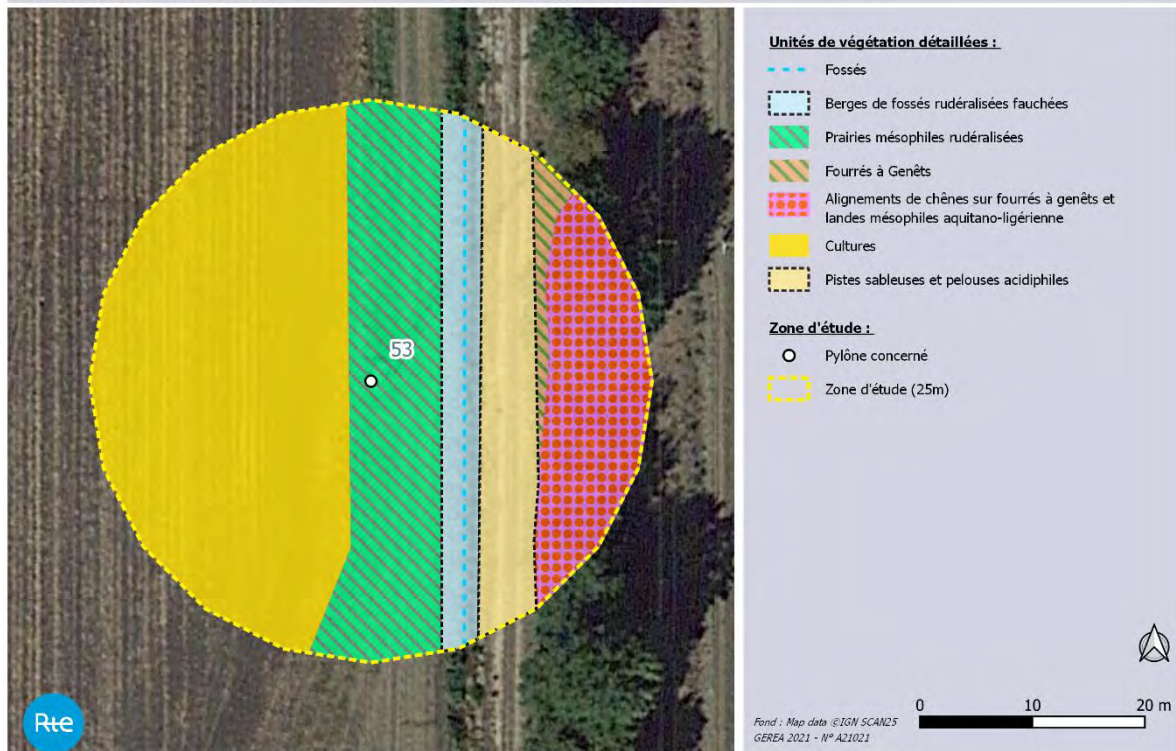 53
Rte
Unités de végétation détaillées :
Fossés
Berges de fossés rudéralisées fauchées
Prairies mésophiles rudéralisées
Fourrés à Genêts
Alignements de chênes sur fourrés à genêts et
landes mésophiles aquitano-ligérienne
Cultures
Pistes sableuses et pelouses acidiphiles
Zone d'étude :
Pylône concerné
Zone d'étude (25m)
Fond : Map data ©IGN SCAN25
GEREA 2021 - N° A21021
0 10 20 m